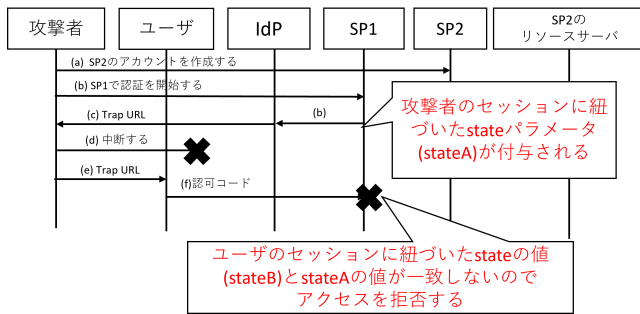 攻撃者
ユーザ
IdP
SP1
SP2
SP2の
リソースサーバ
(a) SP2のアカウントを作成する
(b) SP1で認証を開始する
(c) Trap URL
(b)
攻撃者のセッションに紐
づいたstateパラメータ
(stateA)が付与される
(d) 中断する
(e) Trap URL
(f)認可コード
ユーザのセッションに紐づいたstateの値
(stateB)とstateAの値が一致しないので
アクセスを拒否する